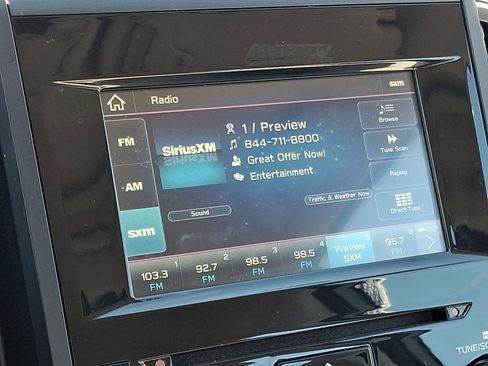 Radio
sxm
FM
AM
sxm
SiriusXM
1 / Preview
844-711-8800
Great Offer Now!
Entertainment
Sound
Traffic & Weather Now
Browse
Tune Scan
Replay
Direct Tune
1
103.3
FM
2
92.7
FM
3
98.5
FM
4
98.5
FM
5
Preview
SXM
6
95.7
FM